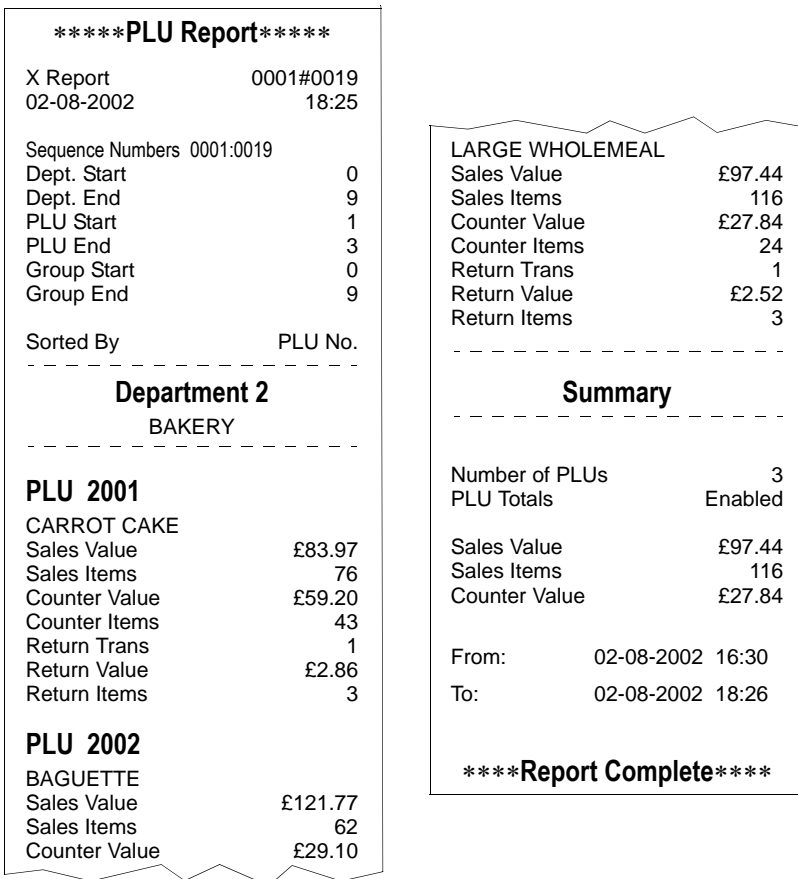 *****PLU Report*****
X Report 0001#0019
02-08-2002 18:25
Sequence Numbers 0001:0019
Dept. Start 0
Dept. End 9
PLU Start 1
PLU End 3
Group Start 0
Group End 9
Sorted By PLU No.
Department 2
BAKERY
PLU 2001
CARROT CAKE
Sales Value £83.97
Sales Items 76
Counter Value £59.20
Counter Items 43
Return Trans 1
Return Value £2.86
Return Items 3
PLU 2002
BAGUETTE
Sales Value £121.77
Sales Items 62
Counter Value £29.10
LARGE WHOLEMEAL
Sales Value £97.44
Sales Items 116
Counter Value £27.84
Counter Items 24
Return Trans 1
Return Value £2.52
Return Items 3
Summary
Number of PLUs 3
PLU Totals Enabled
Sales Value £97.44
Sales Items 116
Counter Value £27.84
From: 02-08-2002 16:30
To: 02-08-2002 18:26
****Report Complete****